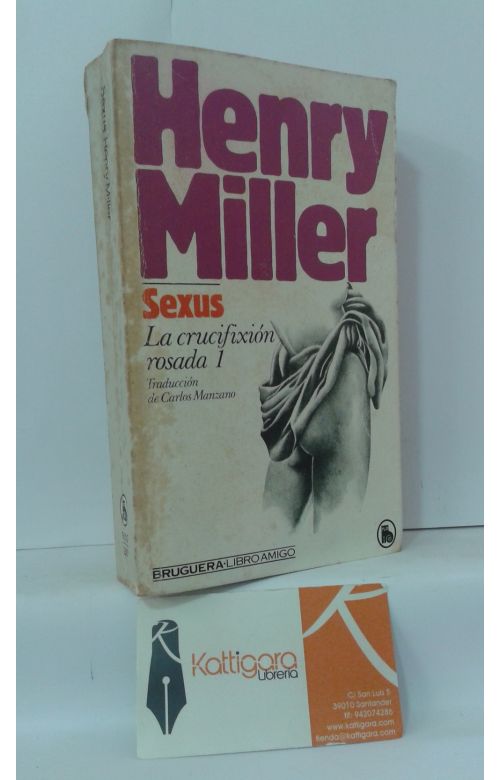 Henry
Miller
Sexus
La crucifixión
rosada 1
Traducción
de Carlos Manzano
BRUGUERA·LIBRO AMIGO
Sexus Henry Miller
Kattigara
Librería
C/ San Luis 5
39010 Santander
tlf: 942074286
www.kattigara.com
tienda@kattigara.com